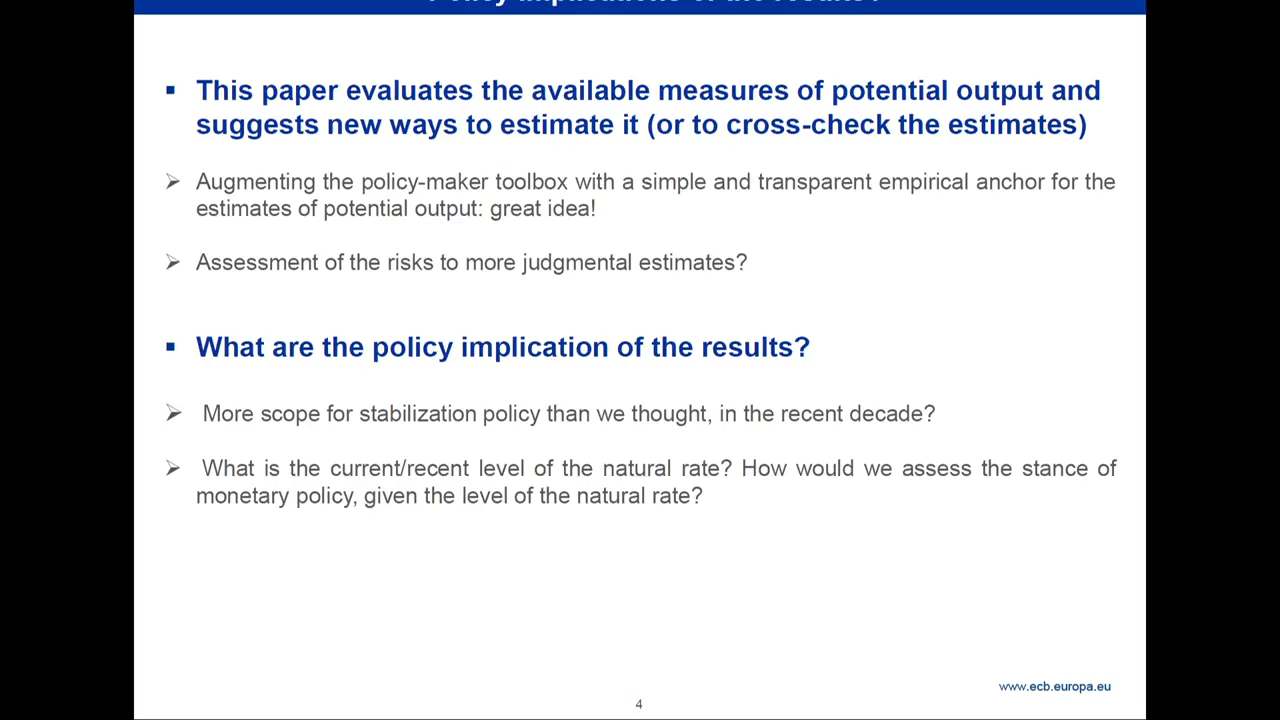 Policy implications of the results?
▪ This paper evaluates the available measures of potential output and
suggests new ways to estimate it (or to cross-check the estimates)
➢ Augmenting the policy-maker toolbox with a simple and transparent empirical anchor for the
estimates of potential output: great idea!
➢ Assessment of the risks to more judgmental estimates?
▪ What are the policy implication of the results?
➢ More scope for stabilization policy than we thought, in the recent decade?
➢ What is the current/recent level of the natural rate? How would we assess the stance of
monetary policy, given the level of the natural rate?
www.ecb.europa.eu
4